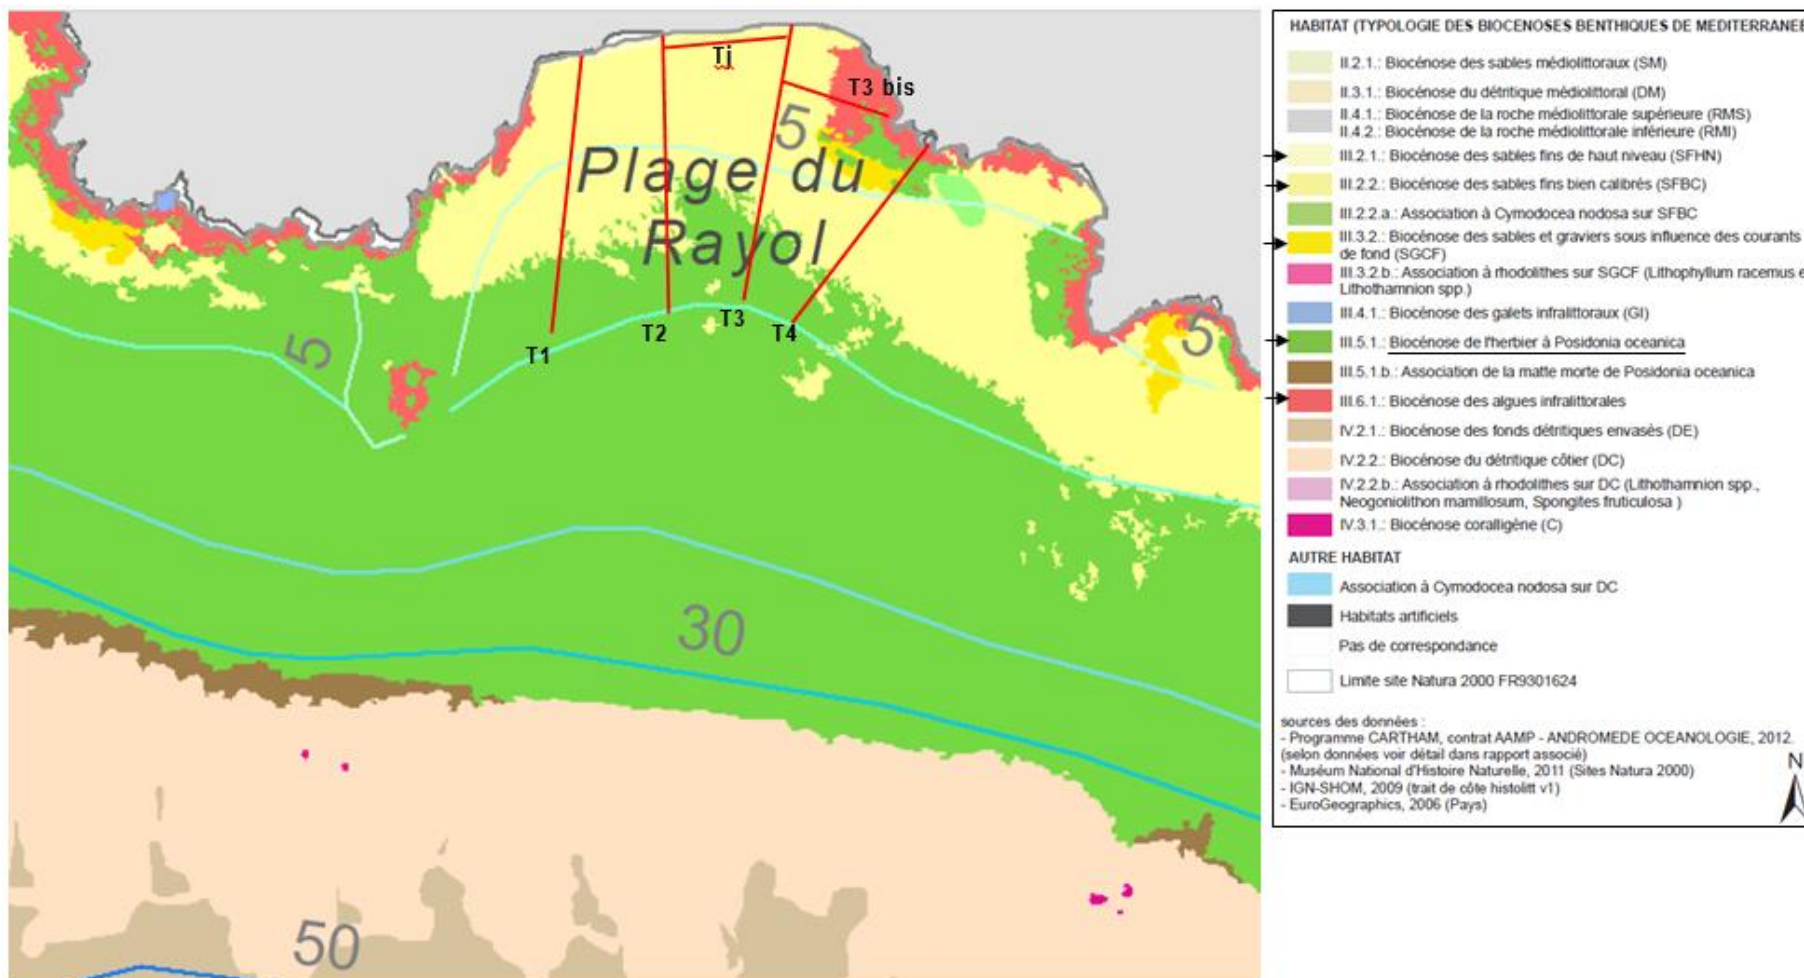 Tj
T3 bis
5
Plage du
Rayol
T1
T2
T3
T4
5
5
30
50
HABITAT (TYPOLOGIE DES BIOCENOSES BENTHIQUES DE MEDITERRANEE
II.2.1.: Biocénose des sables médiolittoraux (SM)
II.3.1.: Biocénose du détritique médiolittoral (DM)
II.4.1.: Biocénose de la roche médiolittorale supérieure (RMS)
II.4.2.: Biocénose de la roche médiolittorale inférieure (RMI)
III.2.1.: Biocénose des sables fins de haut niveau (SFHN)
III.2.2.: Biocénose des sables fins bien calibrés (SFBC)
III.2.2.a.: Association à Cymodocea nodosa sur SFBC
III.3.2.: Biocénose des sables et graviers sous influence des courants
de fond (SGCF)
III.3.2.b.: Association à rhodolithes sur SGCF (Lithophyllum racemus e
Lithothamnion spp.)
III.4.1.: Biocénose des galets infralittoraux (GI)
III.5.1.: Biocénose de l'herbier à Posidonia oceanica
III.5.1.b.: Association de la matte morte de Posidonia oceanica
III.6.1.: Biocénose des algues infralittorales
IV.2.1.: Biocénose des fonds détritiques envasés (DE)
IV.2.2.: Biocénose du détritique côtier (DC)
IV.2.2.b.: Association à rhodolithes sur DC (Lithothamnion spp.,
Neogoniolithon mamillosum, Spongites fruticulosa )
IV.3.1.: Biocénose coralligène (C)
AUTRE HABITAT
Association à Cymodocea nodosa sur DC
Habitats artificiels
Pas de correspondance
Limite site Natura 2000 FR9301624
sources des données :
- Programme CARTHAM, contrat AAMP - ANDROMEDE OCEANOLOGIE, 2012.
(selon données voir détail dans rapport associé)
- Muséum National d'Histoire Naturelle, 2011 (Sites Natura 2000)
- IGN-SHOM, 2009 (trait de côte histolitt v1)
- EuroGeographics, 2006 (Pays)
N